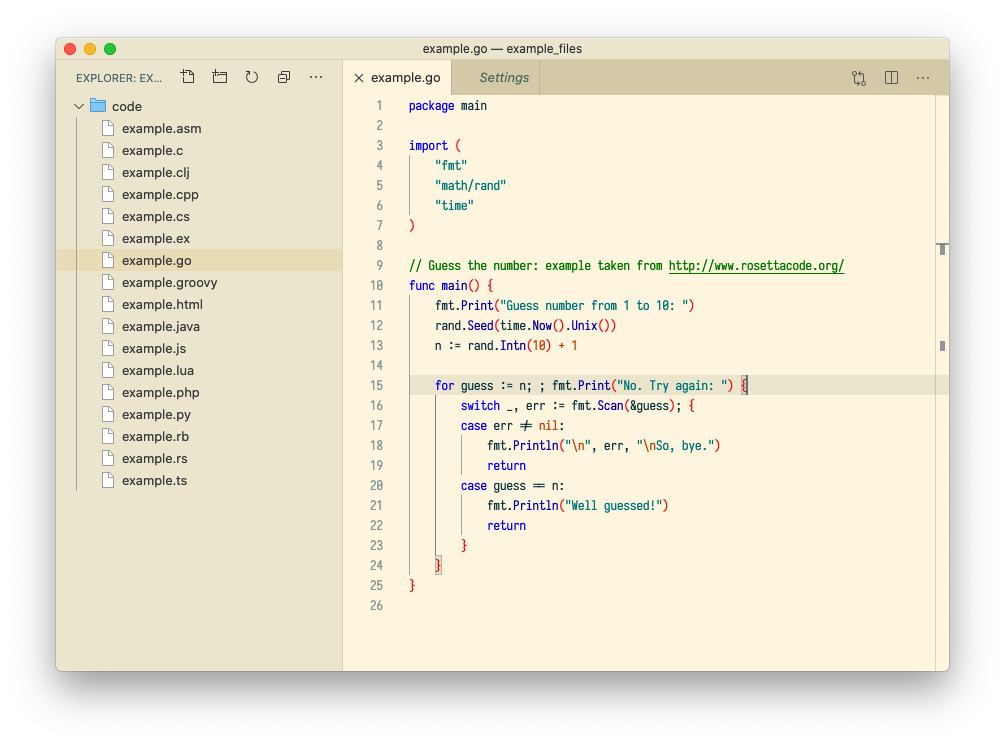 example.go — example_files
EXPLORER: EX...
example.go
Settings
code
example.asm
example.c
example.clj
example.cpp
example.cs
example.ex
example.go
example.groovy
example.html
example.java
example.js
example.lua
example.php
example.py
example.rb
example.rs
example.ts
1 package main
2
3 import (
4     "fmt"
5     "math/rand"
6     "time"
7 )
8
9 // Guess the number: example taken from http://www.rosettacode.org/
10 func main() {
11     fmt.Print("Guess number from 1 to 10: ")
12     rand.Seed(time.Now().Unix())
13     n := rand.Intn(10) + 1
14
15     for guess := n; ; fmt.Print("No. Try again: ") {
16         switch _, err := fmt.Scan(&guess); {
17         case err != nil:
18             fmt.Println("\n", err, "\nSo, bye.")
19             return
20         case guess == n:
21             fmt.Println("Well guessed!")
22             return
23         }
24     }
25 }
26